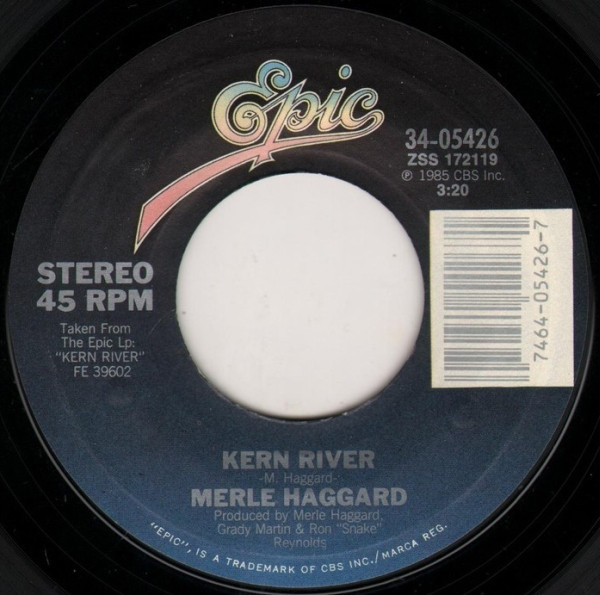 Epic
34-05426
ZSS 172119
℗ 1985 CBS Inc.
3:20
STEREO
45 RPM
Taken From
The Epic Lp:
"KERN RIVER"
FE 39602
7464-05426-7
KERN RIVER
-M. Haggard-
MERLE HAGGARD
Produced by Merle Haggard,
Grady Martin & Ron "Snake"
Reynolds
"EPIC", IS A TRADEMARK OF CBS INC./MARCA REG.